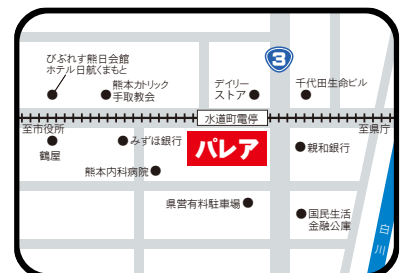 3
びぷれす熊日会館
ホテル日航くまもと
熊本カトリック
手取教会
デイリー
ストア
千代田生命ビル
水道町電停
至市役所
至県庁
鶴屋
みずほ銀行
パレア
親和銀行
熊本内科病院
県営有料駐車場
国民生活
金融公庫
白川